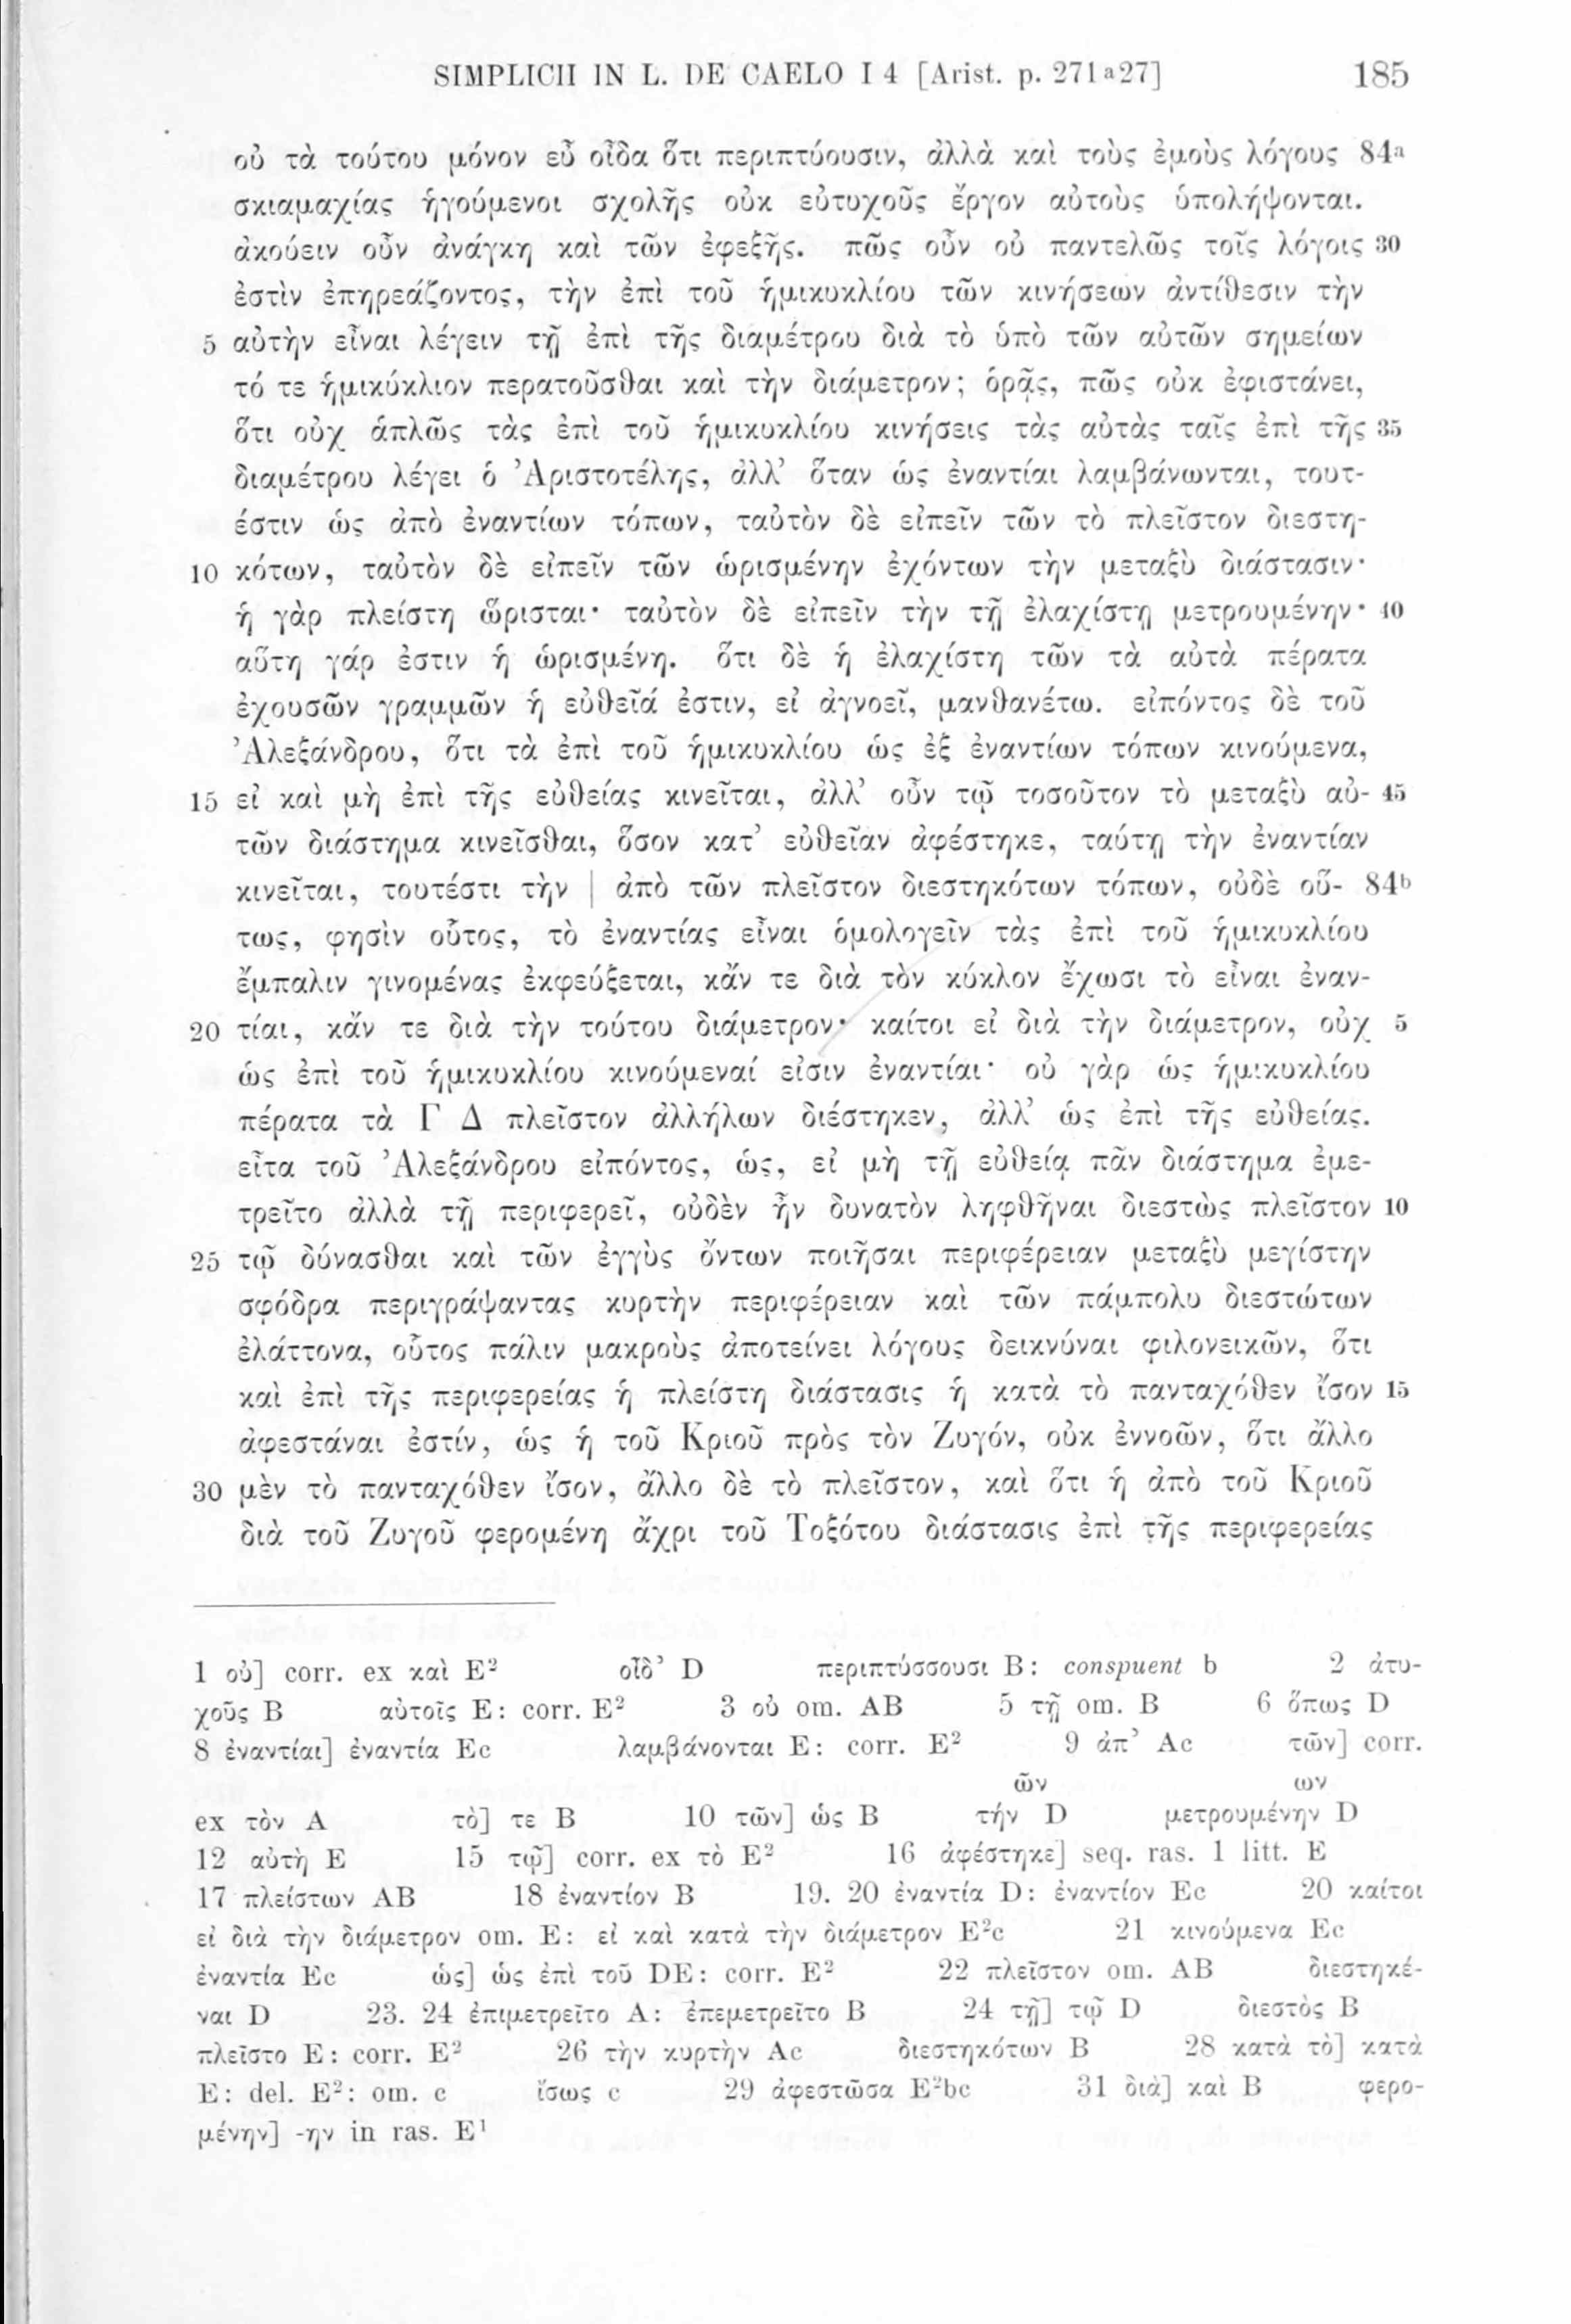 SIMPLICII IN L. DE CAELO I 4 [Arist. p. 271a27] 185
οὐ τὰ τούτου μόνον εὖ οἶδα ὅτι περιπτύουσιν, ἀλλὰ καὶ τοὺς ἐμοὺς λόγους 84a
σκιαμαχίας ἡγούμενοι σχολῆς οὐκ εὐτυχοῦς ἔργον αὐτοὺς ὑπολήψονται.
ἀκούειν οὖν ἀνάγκη καὶ τῶν ἐφεξῆς. πῶς οὖν οὐ παντελῶς τοῖς λόγοις 30
ἐστὶν ἐπηρεάζοντος, τὴν ἐπὶ τοῦ ἡμικυκλίου τῶν κινήσεων ἀντίθεσιν τὴν
5 αὐτὴν εἶναι λέγειν τῇ ἐπὶ τῆς διαμέτρου διὰ τὸ ὑπὸ τῶν αὐτῶν σημείων
τό τε ἡμικύκλιον περατοῦσθαι καὶ τὴν διάμετρον; ὁρᾷς, πῶς οὐκ ἐφιστάνει,
ὅτι οὐχ ἁπλῶς τὰς ἐπὶ τοῦ ἡμικυκλίου κινήσεις τὰς αὐτὰς ταῖς ἐπὶ τῆς 35
διαμέτρου λέγει ὁ Ἀριστοτέλης, ἀλλ’ ὅταν ὡς ἐναντίαι λαμβάνωνται, τουτ-
έστιν ὡς ἀπὸ ἐναντίων τόπων, ταὐτὸν δὲ εἰπεῖν τῶν τὸ πλεῖστον διεστη-
10 κότων, ταὐτὸν δὲ εἰπεῖν τῶν ὡρισμένην ἐχόντων τὴν μεταξὺ διάστασιν·
ἡ γὰρ πλείστη ὥρισται· ταὐτὸν δὲ εἰπεῖν τὴν τῇ ἐλαχίστῃ μετρουμένην· 40
αὕτη γάρ ἐστιν ἡ ὡρισμένη. ὅτι δὲ ἡ ἐλαχίστη τῶν τὰ αὐτὰ πέρατα
ἐχουσῶν γραμμῶν ἡ εὐθεῖά ἐστιν, εἰ ἀγνοεῖ, μανθανέτω. εἰπόντος δὲ τοῦ
Ἀλεξάνδρου, ὅτι τὰ ἐπὶ τοῦ ἡμικυκλίου ὡς ἐξ ἐναντίων τόπων κινούμενα,
15 εἰ καὶ μὴ ἐπὶ τῆς εὐθείας κινεῖται, ἀλλ’ οὖν τῷ τοσοῦτον τὸ μεταξὺ αὐ- 45
τῶν διάστημα κινεῖσθαι, ὅσον κατ’ εὐθεῖαν ἀφέστηκε, ταύτῃ τὴν ἐναντίαν
κινεῖται, τουτέστι τὴν | ἀπὸ τῶν πλεῖστον διεστηκότων τόπων, οὐδὲ οὕ- 84b
τως, φησὶν οὗτος, τὸ ἐναντίας εἶναι ὁμολογεῖν τὰς ἐπὶ τοῦ ἡμικυκλίου
ἔμπαλιν γινομένας ἐκφεύξεται, κἄν τε διὰ τὸν κύκλον ἔχωσι τὸ εἶναι ἐναν-
20 τίαι, κἄν τε διὰ τὴν τούτου διάμετρον· καίτοι εἰ διὰ τὴν διάμετρον, οὐχ 5
ὡς ἐπὶ τοῦ ἡμικυκλίου κινούμεναί εἰσιν ἐναντίαι· οὐ γὰρ ὡς ἡμικυκλίου
πέρατα τὰ Γ Δ πλεῖστον ἀλλήλων διέστηκεν, ἀλλ’ ὡς ἐπὶ τῆς εὐθείας.
εἶτα τοῦ Ἀλεξάνδρου εἰπόντος, ὡς, εἰ μὴ τῇ εὐθείᾳ πᾶν διάστημα ἐμε-
τρεῖτο ἀλλὰ τῇ περιφερεῖ, οὐδὲν ἦν δυνατὸν ληφθῆναι διεστὼς πλεῖστον 10
25 τῷ δύνασθαι καὶ τῶν ἐγγὺς ὄντων ποιῆσαι περιφέρειαν μεταξὺ μεγίστην
σφόδρα περιγράψαντας κυρτὴν περιφέρειαν καὶ τῶν πάμπολυ διεστώτων
ἐλάττονα, οὗτος πάλιν μακροὺς ἀποτείνει λόγους δεικνύναι φιλονεικῶν, ὅτι
καὶ ἐπὶ τῆς περιφερείας ἡ πλείστη διάστασις ἡ κατὰ τὸ πανταχόθεν ἴσον 15
ἀφεστάναι ἐστίν, ὡς ἡ τοῦ Κριοῦ πρὸς τὸν Ζυγόν, οὐκ ἐννοῶν, ὅτι ἄλλο
30 μὲν τὸ πανταχόθεν ἴσον, ἄλλο δὲ τὸ πλεῖστον, καὶ ὅτι ἡ ἀπὸ τοῦ Κριοῦ
διὰ τοῦ Ζυγοῦ φερομένη ἄχρι τοῦ Τοξότου διάστασις ἐπὶ τῆς περιφερείας
1 οὐ] corr. ex καὶ E² οἶδ’ D περιπτύσσουσι B: conspuent b 2 ἀτυ-
χοῦς B αὐτοῖς E: corr. E² 3 οὐ om. AB 5 τῇ om. B 6 ὅπως D
8 ἐναντίαι] ἐναντία Ec λαμβάνονται E: corr. E² 9 ἀπ’ Ac τῶν] corr.
ῶν ων
ex τὸν A τὸ] τε B 10 τῶν] ὡς B τήν D μετρουμένην D
12 αὐτὴ E 15 τῷ] corr. ex τὸ E² 16 ἀφέστηκε] seq. ras. 1 litt. E
17 πλείστων AB 18 ἐναντίον B 19. 20 ἐναντία D: ἐναντίον Ec 20 καίτοι
εἰ διὰ τὴν διάμετρον om. E: εἰ καὶ κατὰ τὴν διάμετρον E²c 21 κινούμενα Ec
ἐναντία Ec ὡς] ὡς ἐπὶ τοῦ DE: corr. E² 22 πλεῖστον om. AB διεστηκέ-
ναι D 23. 24 ἐπιμετρεῖτο A: ἐπεμετρεῖτο B 24 τῇ] τῷ D διεστὸς B
πλεῖστο E: corr. E² 26 τὴν κυρτὴν Ac διεστηκότων B 28 κατὰ τὸ] κατὰ
E: del. E²: om. c ἴσως c 29 ἀφεστῶσα E²bc 31 διὰ] καὶ B φερο-
μένην] -ην in ras. E¹